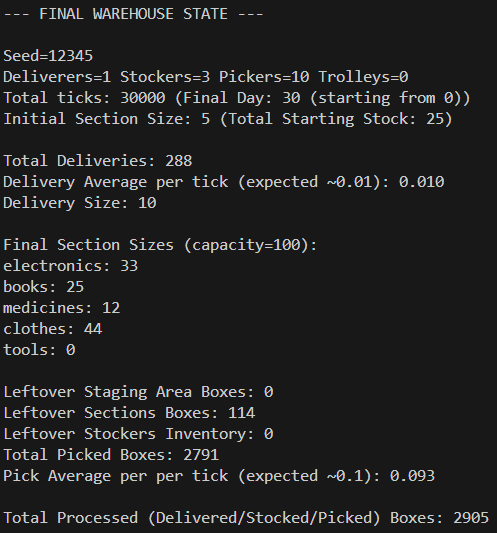 --- FINAL WAREHOUSE STATE ---
Seed=12345
Deliverers=1 Stockers=3 Pickers=10 Trolleys=0
Total ticks: 30000 (Final Day: 30 (starting from 0))
Initial Section Size: 5 (Total Starting Stock: 25)
Total Deliveries: 288
Delivery Average per tick (expected ~0.01): 0.010
Delivery Size: 10
Final Section Sizes (capacity=100):
electronics: 33
books: 25
medicines: 12
clothes: 44
tools: 0
Leftover Staging Area Boxes: 0
Leftover Sections Boxes: 114
Leftover Stockers Inventory: 0
Total Picked Boxes: 2791
Pick Average per per tick (expected ~0.1): 0.093
Total Processed (Delivered/Stocked/Picked) Boxes: 2905